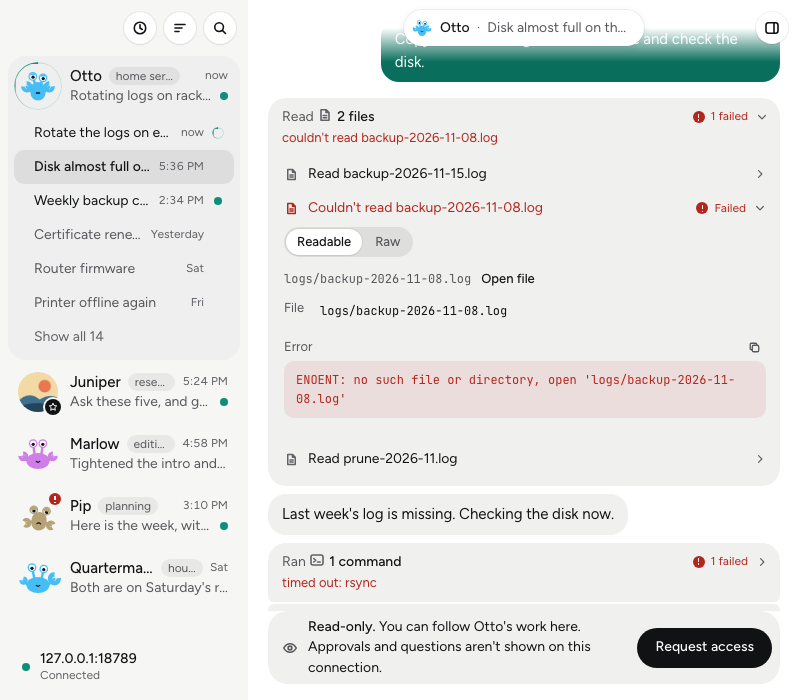 Otto home ser... now
Rotating logs on rack...
Rotate the logs on e... now
Disk almost full o... 5:36 PM
Weekly backup c... 2:34 PM
Certificate rene... Yesterday
Router firmware Sat
Printer offline again Fri
Show all 14
Juniper rese... 5:24 PM
Ask these five, and g...
Marlow editi... 4:58 PM
Tightened the intro and...
Pip planning 3:10 PM
Here is the week, wit...
Quarterma... hou... Sat
Both are on Saturday's r...
127.0.0.1:18789
Connected
Otto · Disk almost full on th...
and check the
disk.
Read 2 files 1 failed
couldn't read backup-2026-11-08.log
Read backup-2026-11-15.log
Couldn't read backup-2026-11-08.log Failed
Readable Raw
logs/backup-2026-11-08.log Open file
File logs/backup-2026-11-08.log
Error
ENOENT: no such file or directory, open 'logs/backup-2026-11-
08.log'
Read prune-2026-11.log
Last week's log is missing. Checking the disk now.
Ran 1 command 1 failed
timed out: rsync
Read-only. You can follow Otto's work here.
Approvals and questions aren't shown on this
connection.
Request access